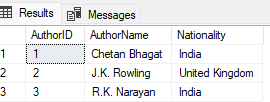 Results Messages
AuthorID AuthorName Nationality
1 1 Chetan Bhagat India
2 2 J.K. Rowling United Kingdom
3 3 R.K. Narayan India